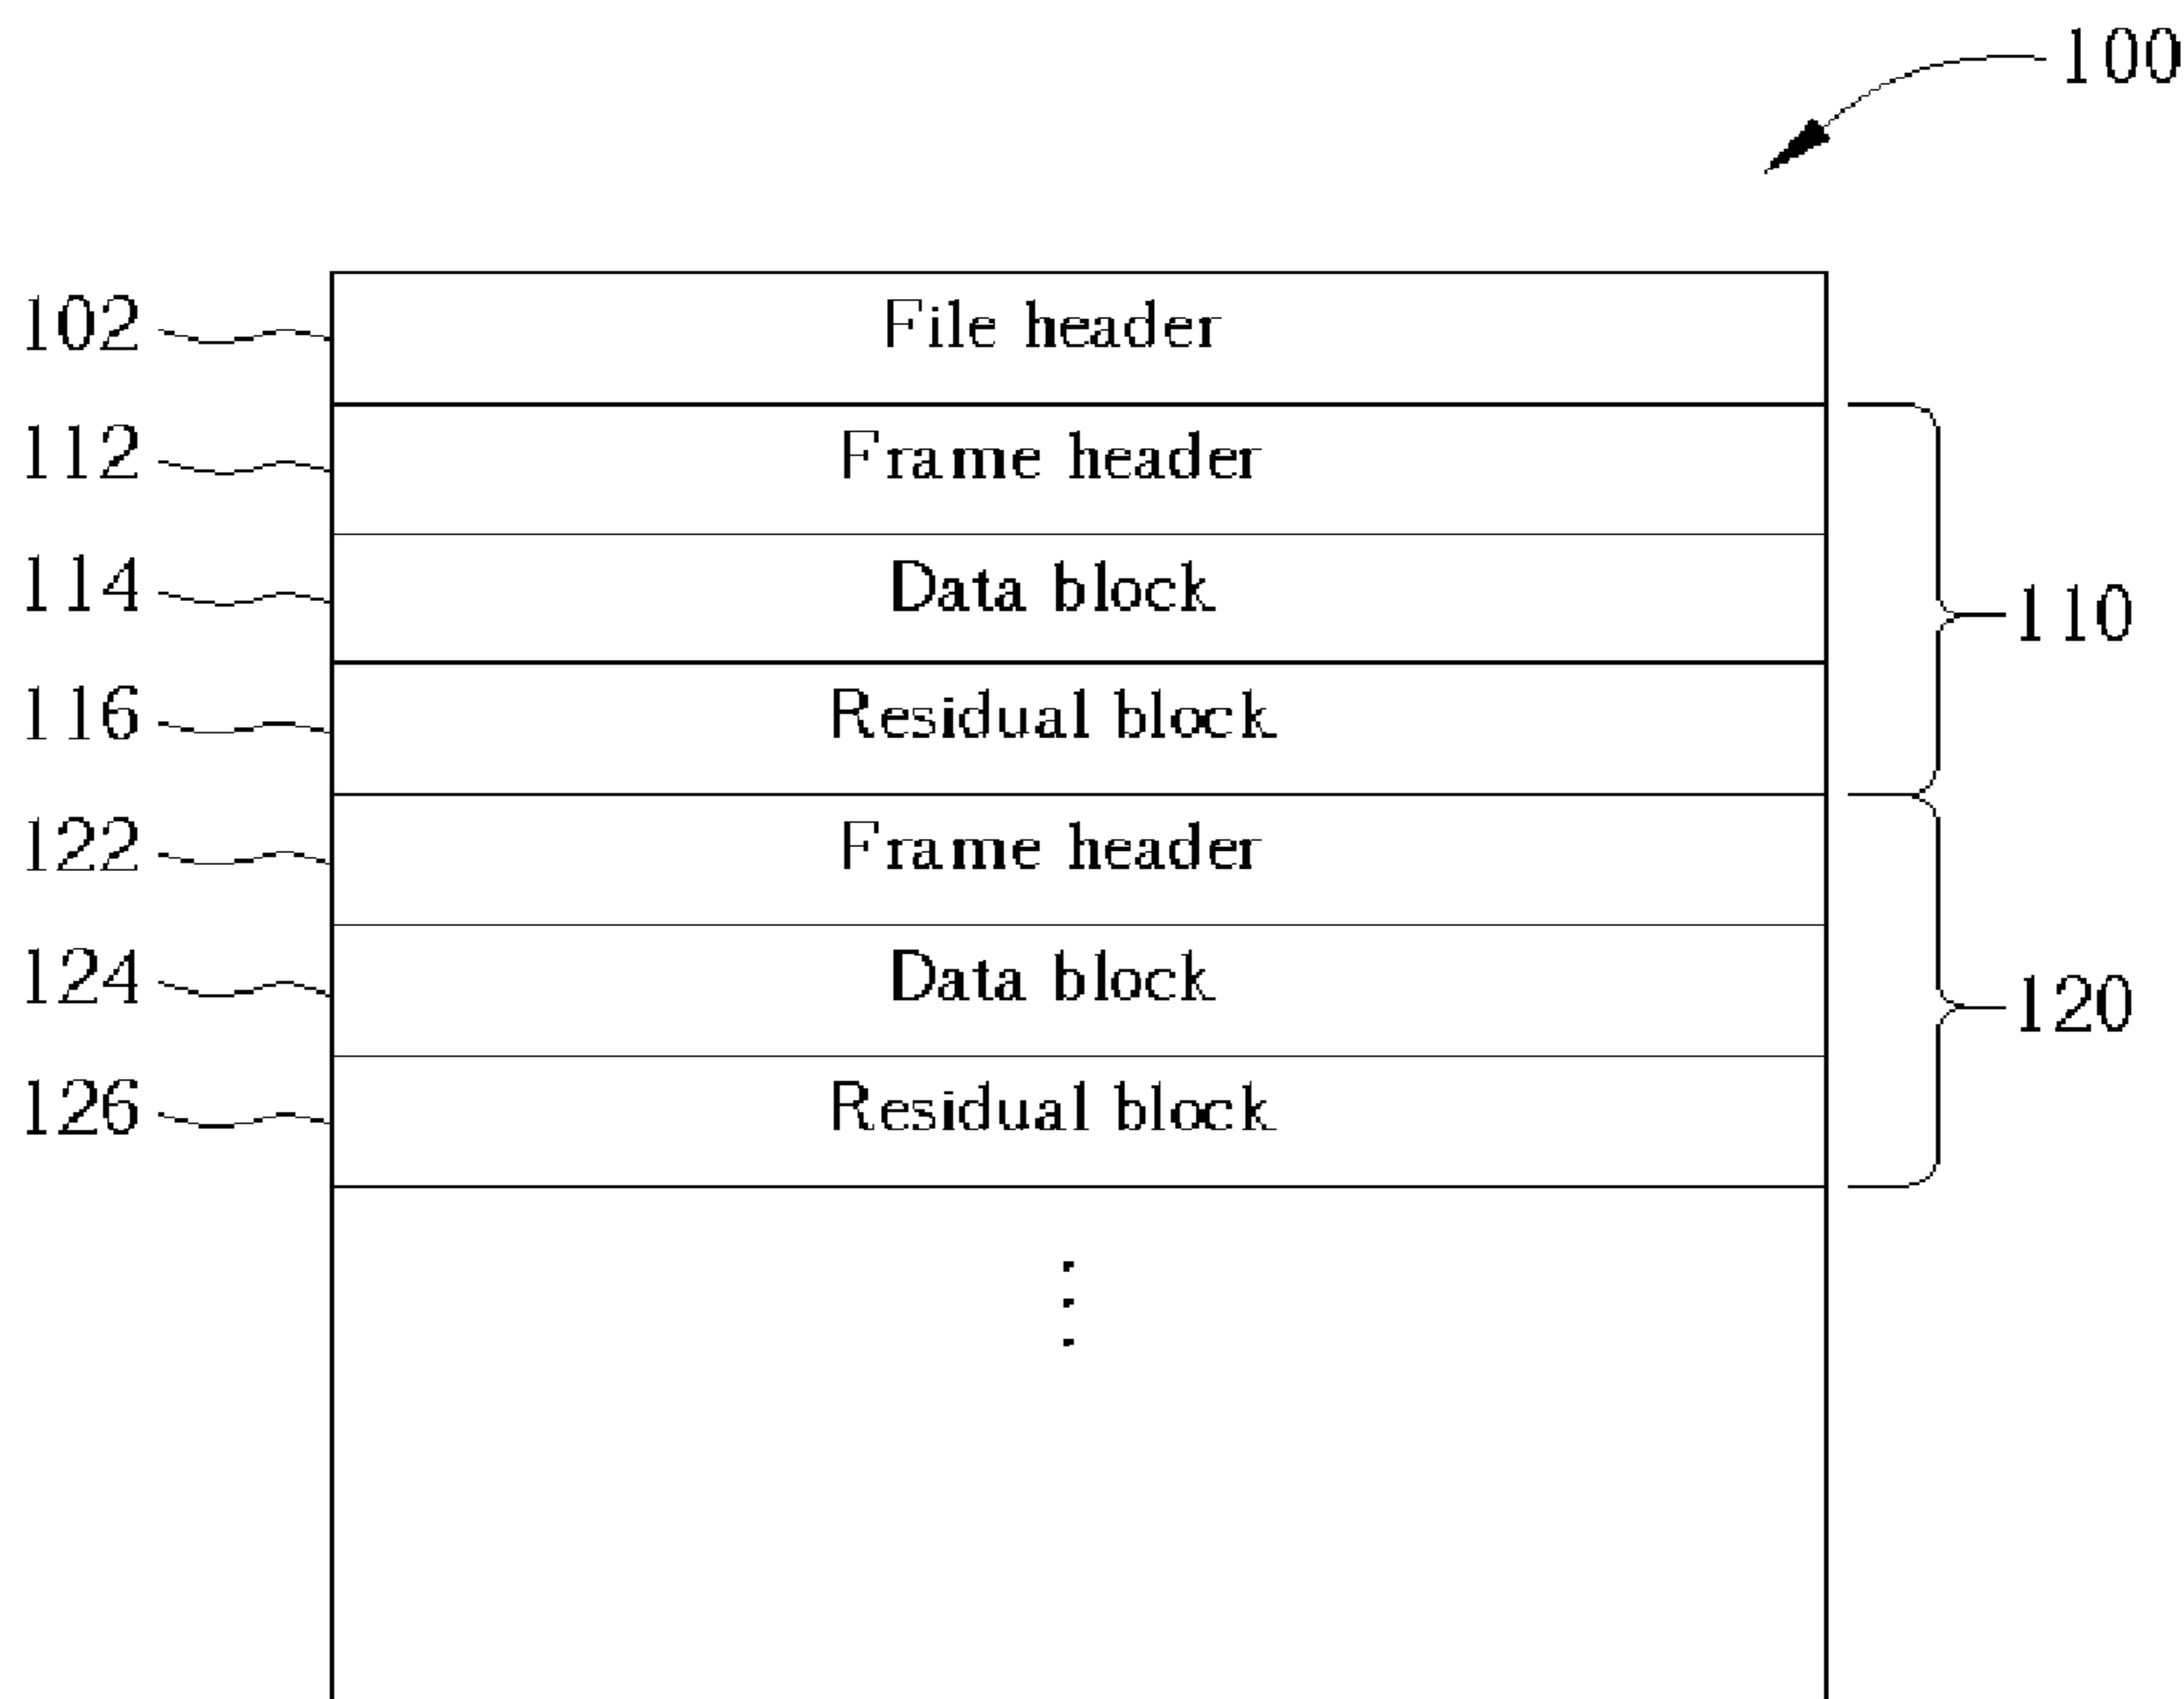 100
102 File header
112 Frame header
114 Data block
110
116 Residual block
122 Frame header
124 Data block
120
126 Residual block